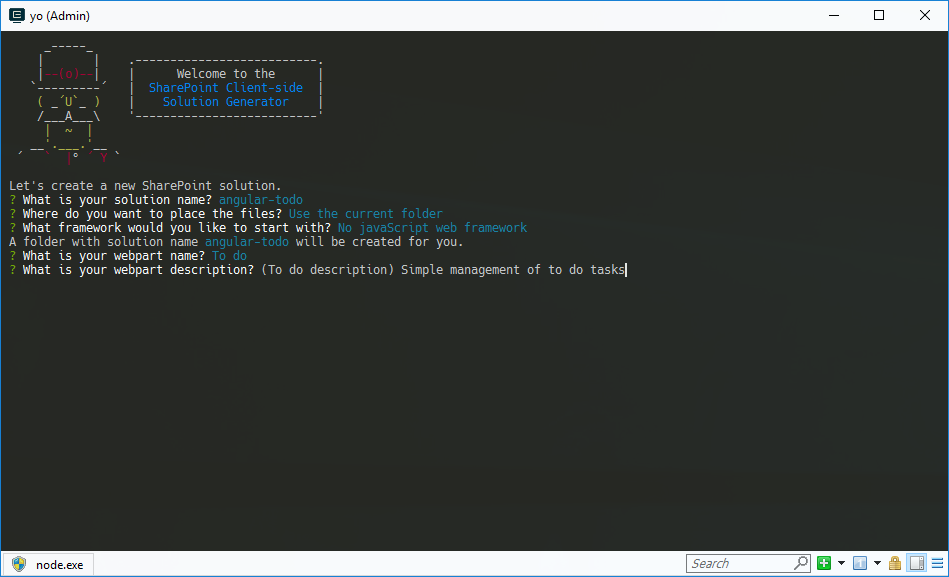 yo (Admin)
Welcome to the
SharePoint Client-side
Solution Generator
Let's create a new SharePoint solution.
? What is your solution name? angular-todo
? Where do you want to place the files? Use the current folder
? What framework would you like to start with? No javaScript web framework
A folder with solution name angular-todo will be created for you.
? What is your webpart name? To do
? What is your webpart description? (To do description) Simple management of to do tasks
node.exe
Search